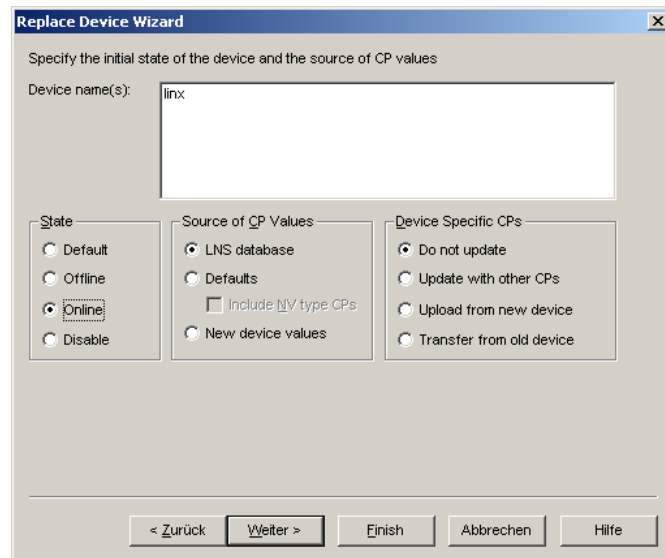 Replace Device Wizard
Specify the initial state of the device and the source of CP values
Device name(s):
linx
State
Default
Offline
Online
Disable
Source of CP Values
LNS database
Defaults
Include NV type CPs
New device values
Device Specific CPs
Do not update
Update with other CPs
Upload from new device
Transfer from old device
< Zurück
Weiter >
Finish
Abbrechen
Hilfe